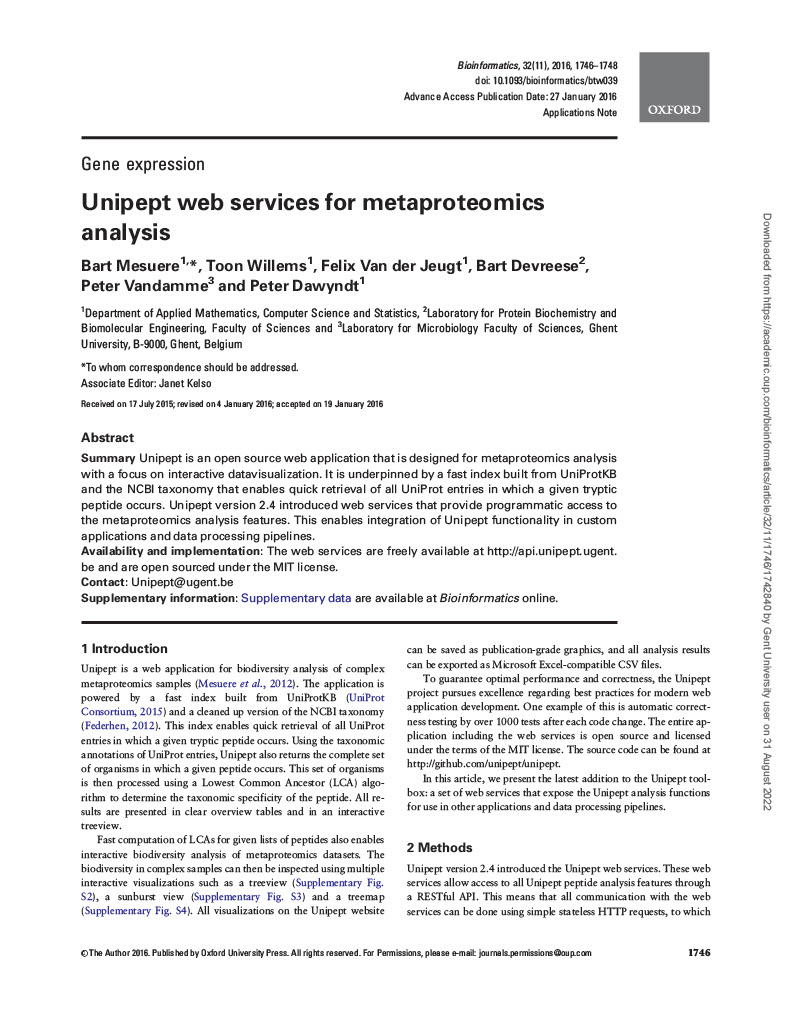 Bioinformatics, 32(11), 2016, 1746–1748
doi: 10.1093/bioinformatics/btw039
Advance Access Publication Date: 27 January 2016
Applications Note
OXFORD
Gene expression
Unipept web services for metaproteomics
analysis
Bart Mesuere1,*, Toon Willems1, Felix Van der Jeugt1, Bart Devreese2,
Peter Vandamme3 and Peter Dawyndt1
1Department of Applied Mathematics, Computer Science and Statistics, 2Laboratory for Protein Biochemistry and
Biomolecular Engineering, Faculty of Sciences and 3Laboratory for Microbiology Faculty of Sciences, Ghent
University, B-9000, Ghent, Belgium
*To whom correspondence should be addressed.
Associate Editor: Janet Kelso
Received on 17 July 2015; revised on 4 January 2016; accepted on 19 January 2016
Abstract
Summary Unipept is an open source web application that is designed for metaproteomics analysis
with a focus on interactive datavisualization. It is underpinned by a fast index built from UniProtKB
and the NCBI taxonomy that enables quick retrieval of all UniProt entries in which a given tryptic
peptide occurs. Unipept version 2.4 introduced web services that provide programmatic access to
the metaproteomics analysis features. This enables integration of Unipept functionality in custom
applications and data processing pipelines.
Availability and implementation: The web services are freely available at http://api.unipept.ugent.
be and are open sourced under the MIT license.
Contact: Unipept@ugent.be
Supplementary information: Supplementary data are available at Bioinformatics online.
1 Introduction
Unipept is a web application for biodiversity analysis of complex
metaproteomics samples (Mesuere et al., 2012). The application is
powered by a fast index built from UniProtKB (UniProt
Consortium, 2015) and a cleaned up version of the NCBI taxonomy
(Federhen, 2012). This index enables quick retrieval of all UniProt
entries in which a given tryptic peptide occurs. Using the taxonomic
annotations of UniProt entries, Unipept also returns the complete set
of organisms in which a given peptide occurs. This set of organisms
is then processed using a Lowest Common Ancestor (LCA) algo-
rithm to determine the taxonomic specificity of the peptide. All re-
sults are presented in clear overview tables and in an interactive
treeview.
Fast computation of LCAs for given lists of peptides also enables
interactive biodiversity analysis of metaproteomics datasets. The
biodiversity in complex samples can then be inspected using multiple
interactive visualizations such as a treeview (Supplementary Fig.
S2), a sunburst view (Supplementary Fig. S3) and a treemap
(Supplementary Fig. S4). All visualizations on the Unipept website
can be saved as publication-grade graphics, and all analysis results
can be exported as Microsoft Excel-compatible CSV files.
To guarantee optimal performance and correctness, the Unipept
project pursues excellence regarding best practices for modern web
application development. One example of this is automatic correct-
ness testing by over 1000 tests after each code change. The entire ap-
plication including the web services is open source and licensed
under the terms of the MIT license. The source code can be found at
http://github.com/unipept/unipept.
In this article, we present the latest addition to the Unipept tool-
box: a set of web services that expose the Unipept analysis functions
for use in other applications and data processing pipelines.
2 Methods
Unipept version 2.4 introduced the Unipept web services. These web
services allow access to all Unipept peptide analysis features through
a RESTful API. This means that all communication with the web
services can be done using simple stateless HTTP requests, to which
©The Author 2016. Published by Oxford University Press. All rights reserved. For Permissions, please e-mail: journals.permissions@oup.com
1746
Downloaded from https://academic.oup.com/bioinformatics/article/32/11/1746/1742840 by Gent University user on 31 August 2022